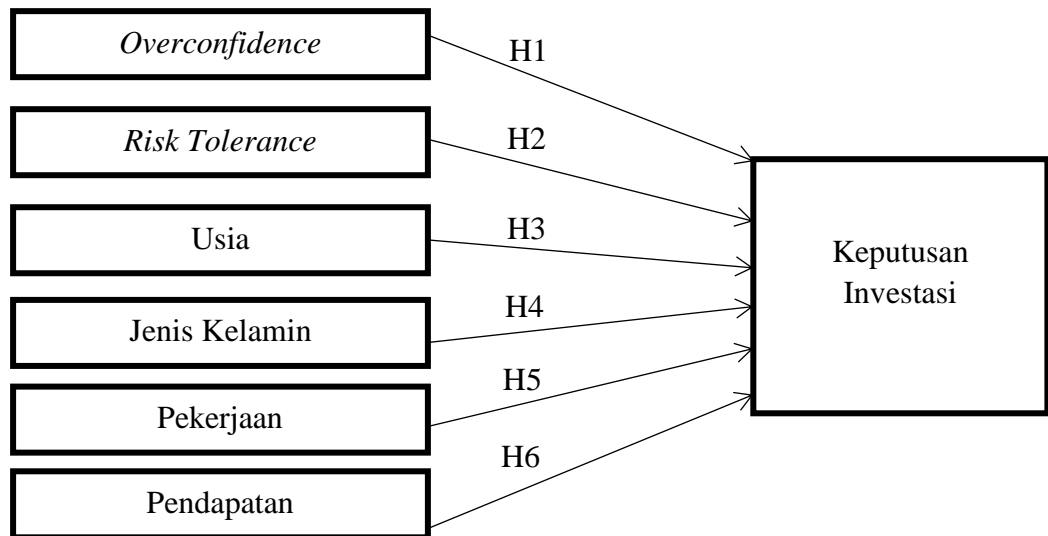 Overconfidence
H1
Risk Tolerance
H2
Usia
H3
Jenis Kelamin
H4
Pekerjaan
H5
Pendapatan
H6
Keputusan
Investasi